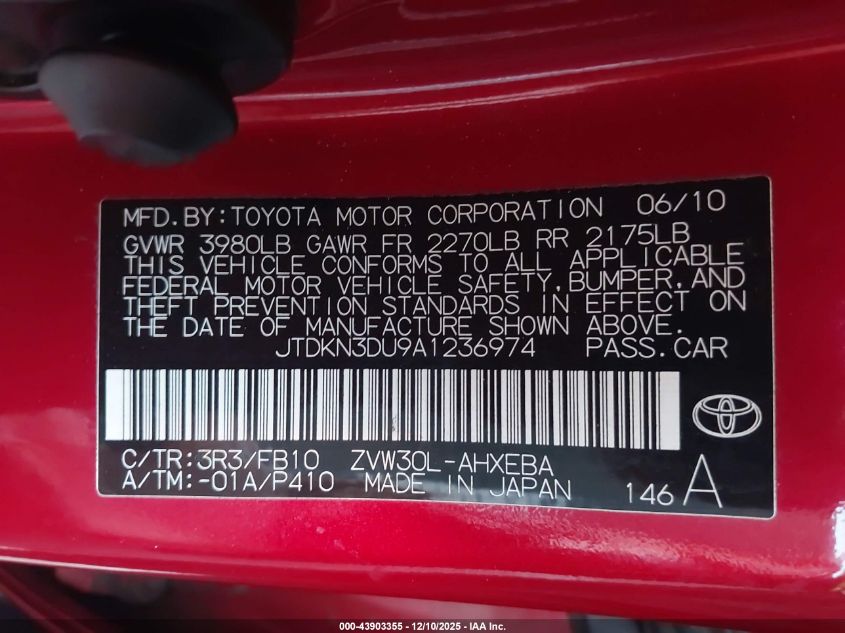 MFD.BY:TOYOTA MOTOR CORPORATION 06/10
GVWR 3980LB GAWR FR 2270LB RR 2175LB
THIS VEHICLE CONFORMS TO ALL APPLICABLE
FEDERAL MOTOR VEHICLE SAFETY,BUMPER,AND
THEFT PREVENTION STANDARDS IN EFFECT ON
THE DATE OF MANUFACTURE SHOWN ABOVE.
JTDKN3DU9A1236974 PASS.CAR
C/TR:3R3/FB10 ZVW30L-AHXEBA
A/TM:-01A/P410 MADE IN JAPAN 146 A
000-43903355 - 12/10/2025 - IAA Inc.